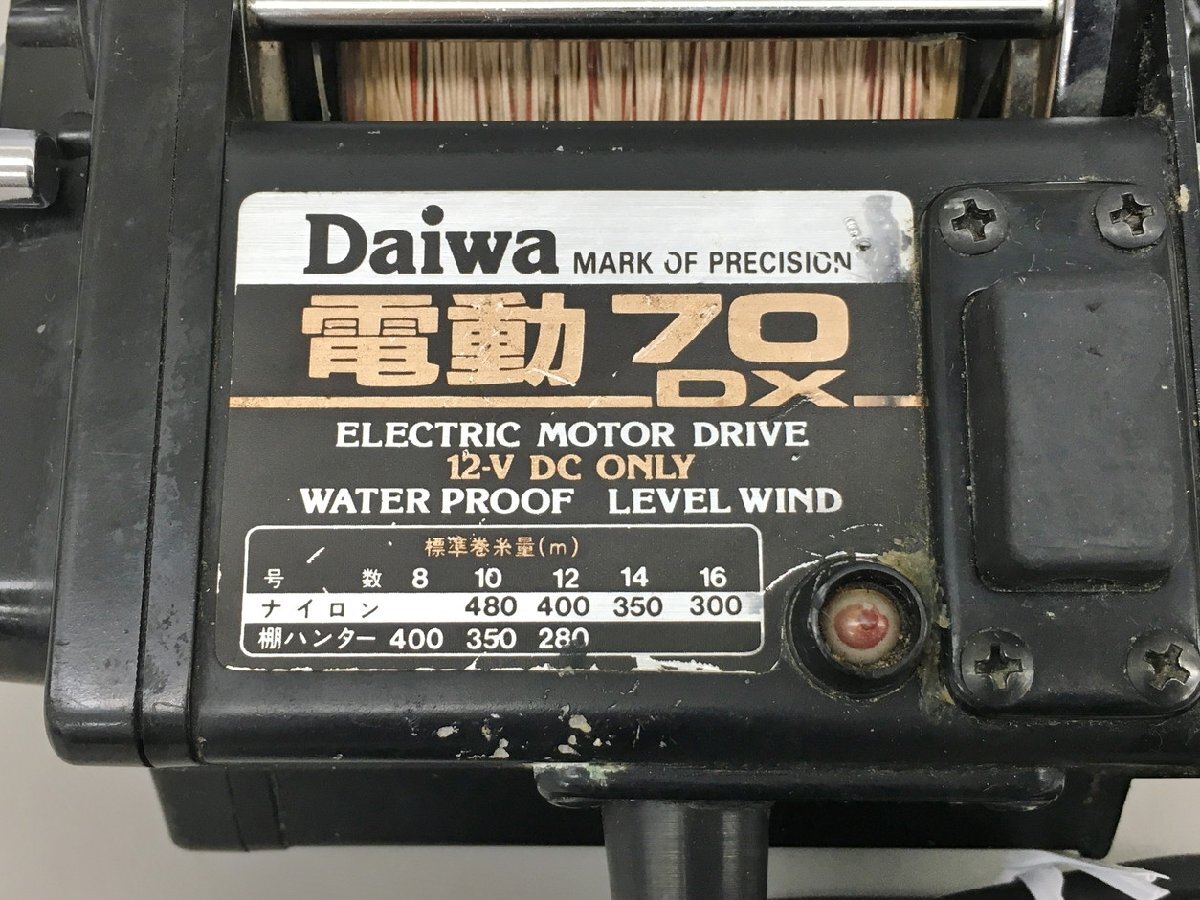 Daiwa MARK OF PRECISION
電動 70
DX
ELECTRIC MOTOR DRIVE
12-V DC ONLY
WATER PROOF LEVEL WIND
標準巻糸量(m)
号 数 8 10 12 14 16
ナイロン 480 400 350 300
棚ハンター 400 350 280